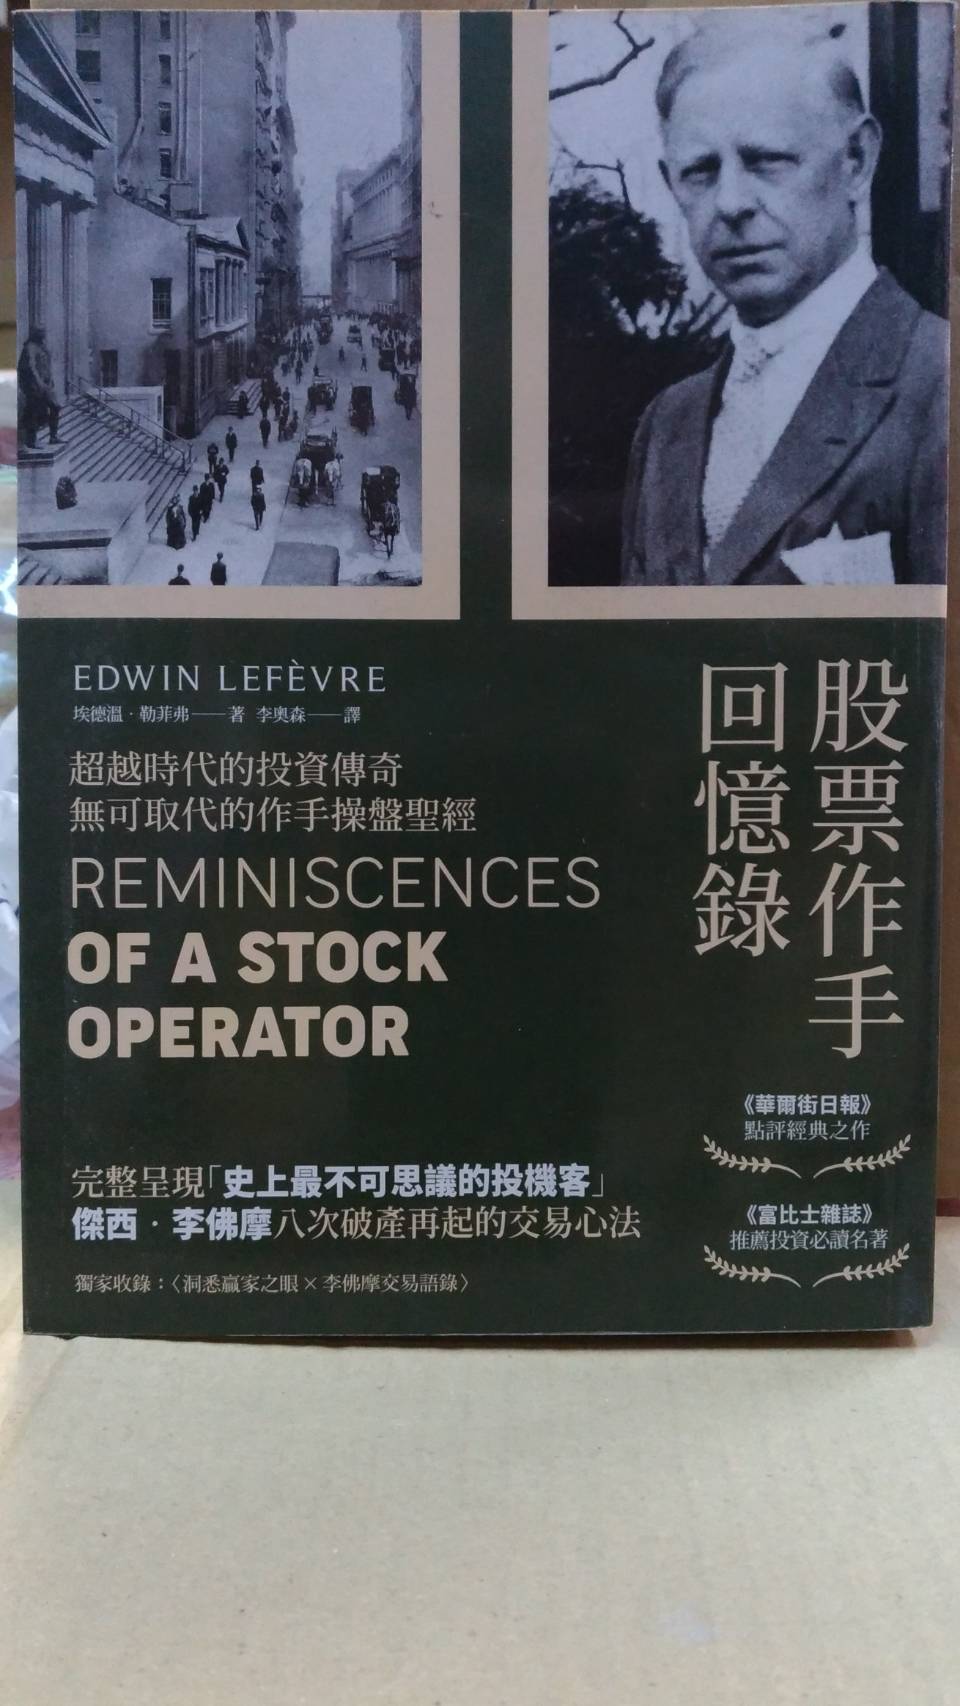 EDWIN LEFÈVRE
埃德溫・勒菲弗——著 李奧森——譯
超越時代的投資傳奇
無可取代的作手操盤聖經
REMINISCENCES
OF A STOCK
OPERATOR
股票作手
回憶錄
《華爾街日報》
點評經典之作
《富比士雜誌》
推薦投資必讀名著
完整呈現「史上最不可思議的投機客」
傑西・李佛摩八次破產再起的交易心法
獨家收錄：〈洞悉贏家之眼×李佛摩交易語錄〉